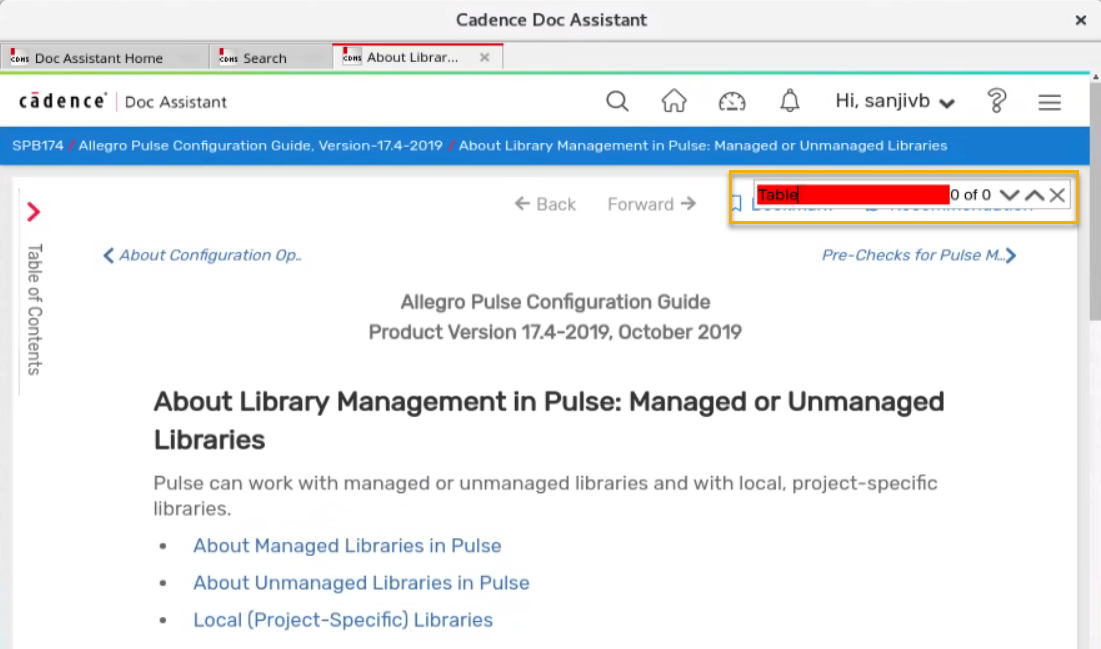 Cadence Doc Assistant
cdns Doc Assistant Home
cdns Search
cdns About Librar...
cādence Doc Assistant
Hi, sanjivb
SPB174 / Allegro Pulse Configuration Guide, Version-17.4-2019 / About Library Management in Pulse: Managed or Unmanaged Libraries
Table 0 of 0
Back Forward Bookmark Recommendation
Table of Contents
About Configuration Op..
Pre-Checks for Pulse M...
Allegro Pulse Configuration Guide
Product Version 17.4-2019, October 2019
About Library Management in Pulse: Managed or Unmanaged
Libraries
Pulse can work with managed or unmanaged libraries and with local, project-specific
libraries.
• About Managed Libraries in Pulse
• About Unmanaged Libraries in Pulse
• Local (Project-Specific) Libraries